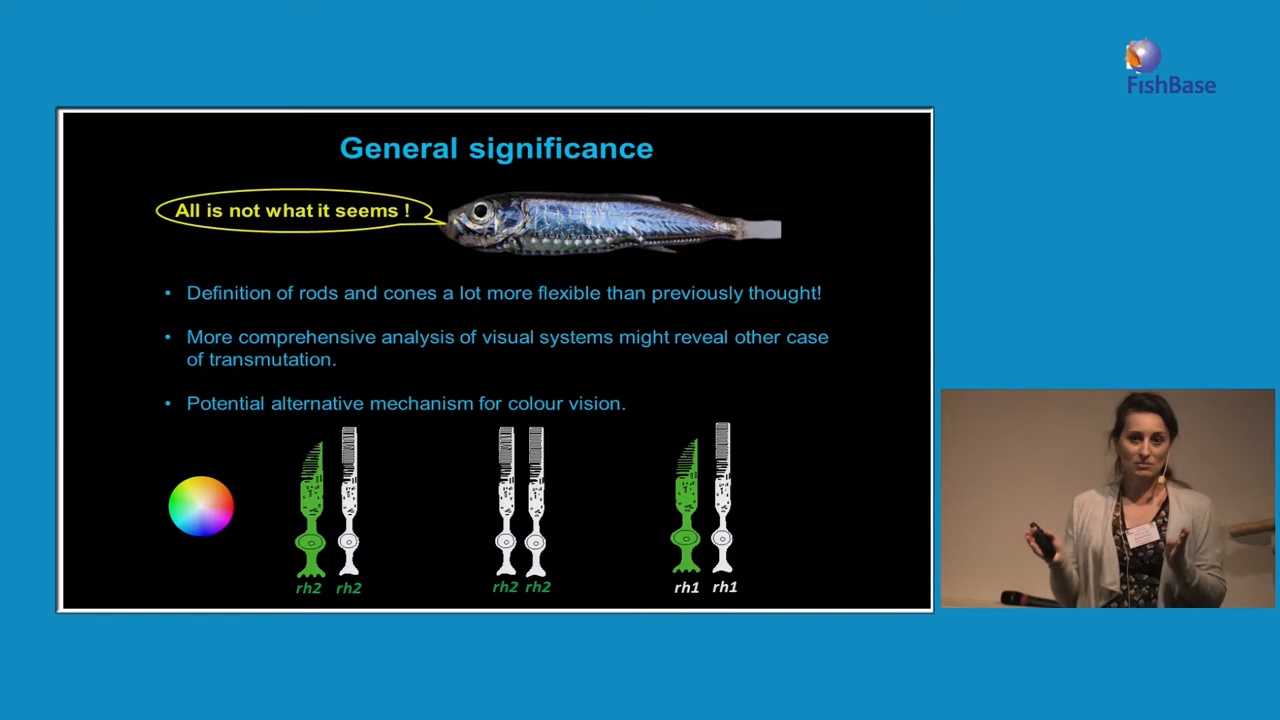 FishBase
General significance
All is not what it seems !
• Definition of rods and cones a lot more flexible than previously thought!
• More comprehensive analysis of visual systems might reveal other case
of transmutation.
• Potential alternative mechanism for colour vision.
rh2 rh2 rh2 rh2 rh1 rh1